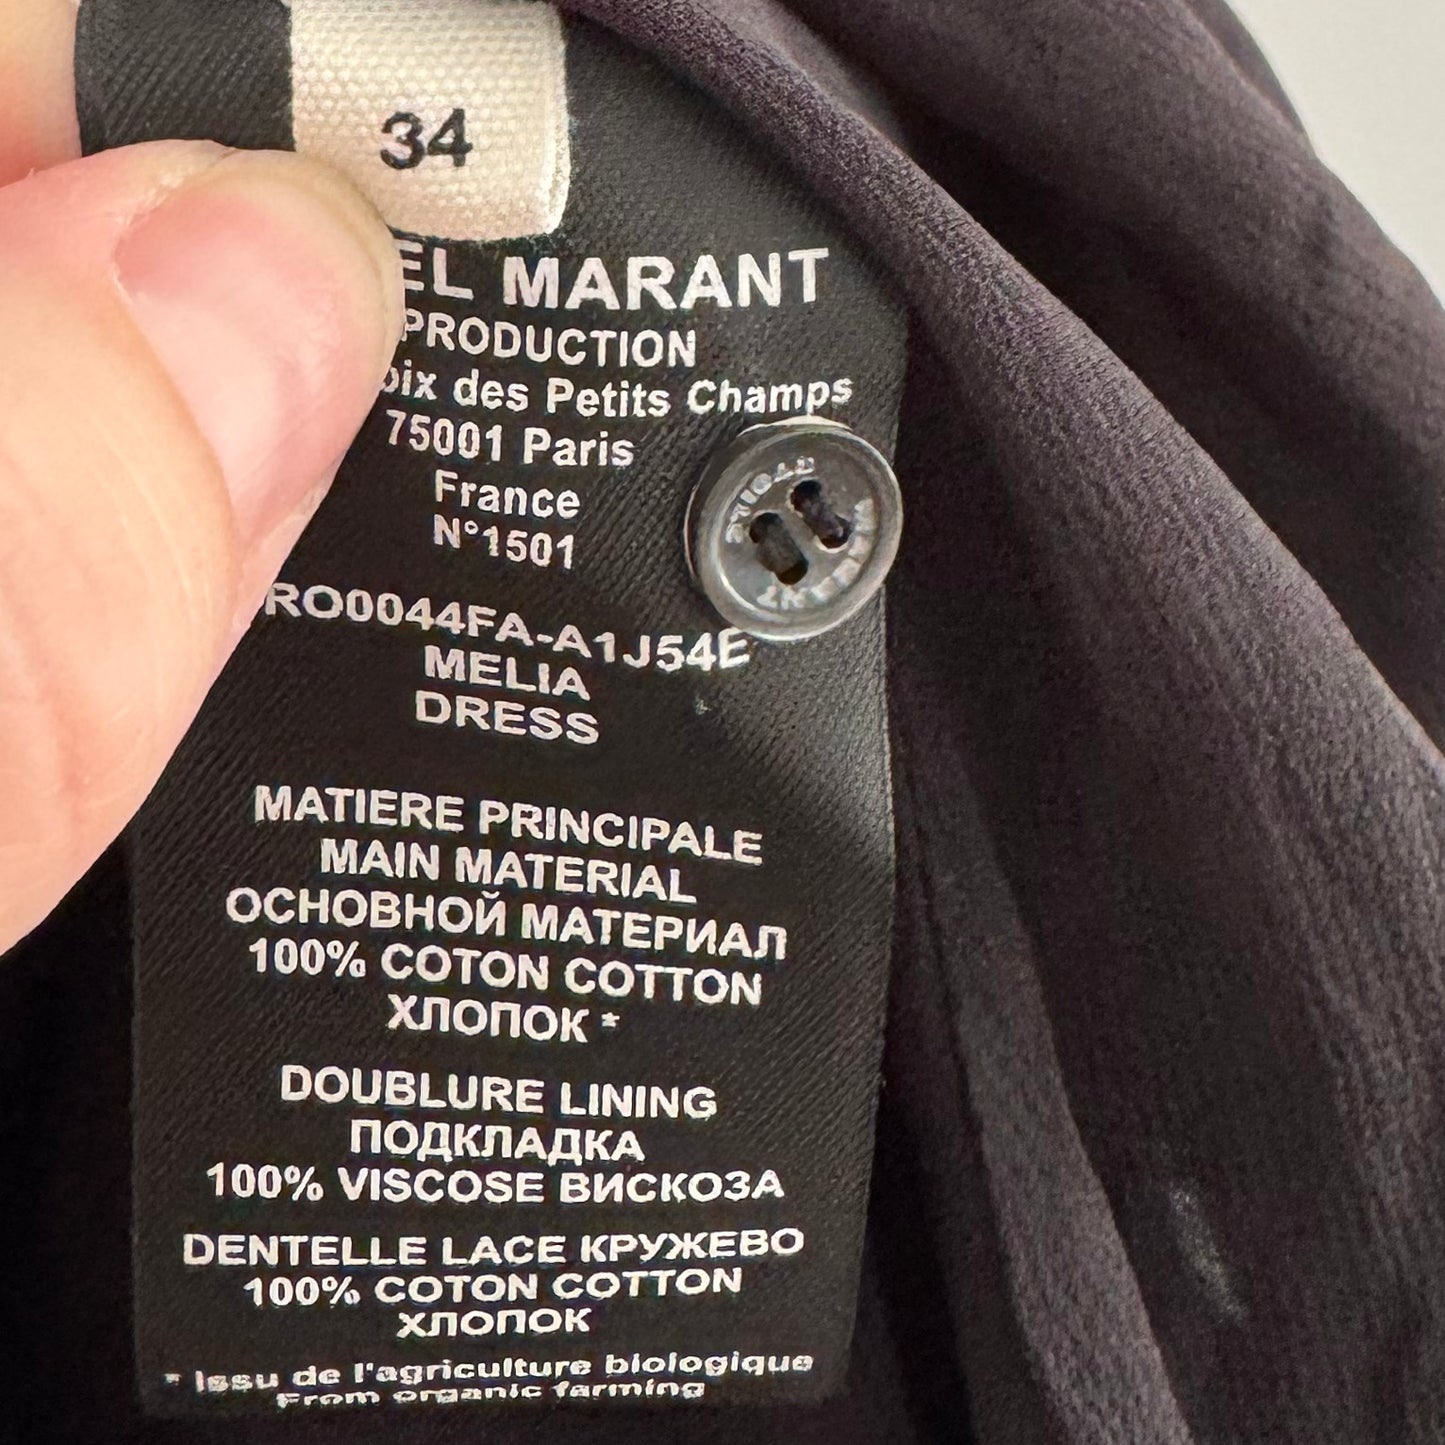 34
EL MARANT
PRODUCTION
oix des Petits Champs
75001 Paris
France
N°1501
RO0044FA-A1J54E
MELIA
DRESS
MATIERE PRINCIPALE
MAIN MATERIAL
ОСНОВНОЙ МАТЕРИАЛ
100% COTON COTTON
ХЛОПОК *
DOUBLURE LINING
ПОДКЛАДКА
100% VISCOSE ВИСКОЗА
DENTELLE LACE КРУЖЕВО
100% COTON COTTON
ХЛОПОК
* Issu de l'agriculture biologique
From organic farming
ETOILE
MARANT